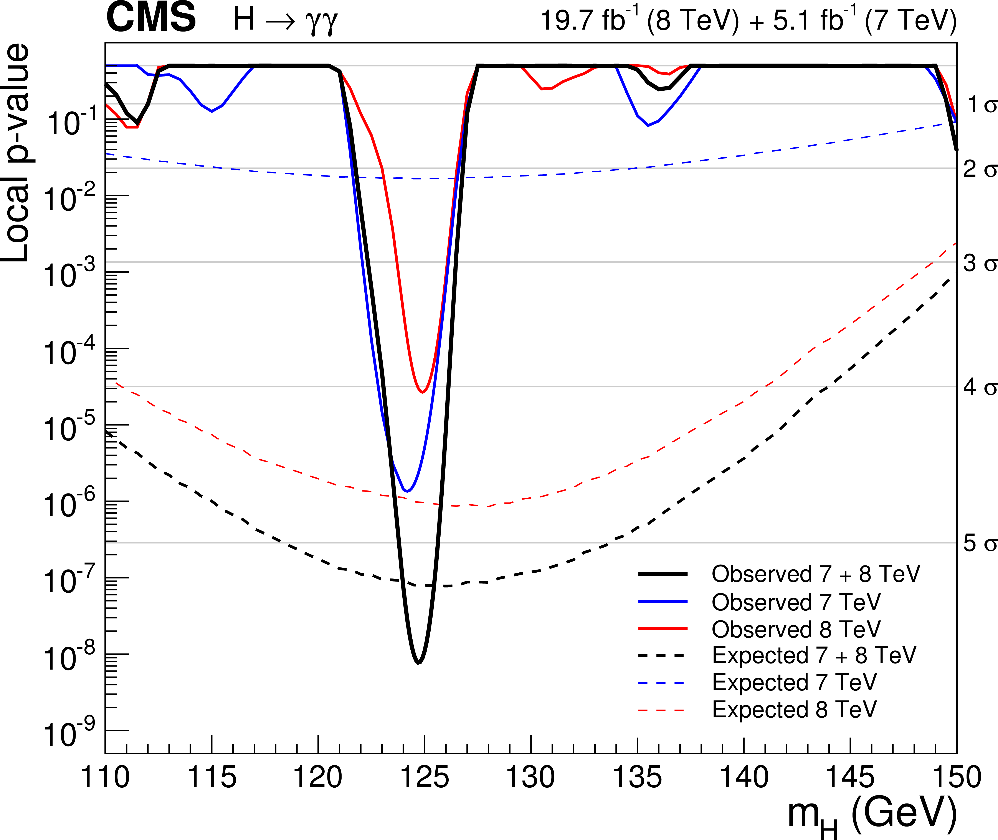 CMS H → γγ 19.7 fb⁻¹ (8 TeV) + 5.1 fb⁻¹ (7 TeV)
Local p-value
10⁻¹
10⁻²
10⁻³
10⁻⁴
10⁻⁵
10⁻⁶
10⁻⁷
10⁻⁸
10⁻⁹
1 σ
2 σ
3 σ
4 σ
5 σ
Observed 7 + 8 TeV
Observed 7 TeV
Observed 8 TeV
Expected 7 + 8 TeV
Expected 7 TeV
Expected 8 TeV
110 115 120 125 130 135 140 145 150
m_H (GeV)